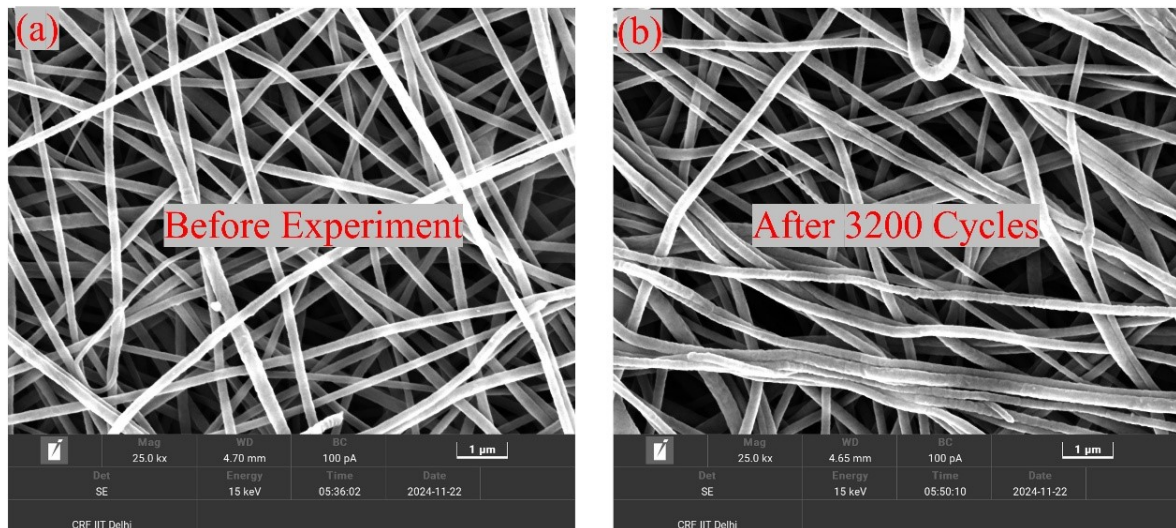 (a)
Before Experiment
Mag WD BC
25.0 kx 4.70 mm 100 pA
1 µm
Det Energy Time Date
SE 15 keV 05:36:02 2024-11-22
CRF IIT Delhi
(b)
After 3200 Cycles
Mag WD BC
25.0 kx 4.65 mm 100 pA
1 µm
Det Energy Time Date
SE 15 keV 05:50:10 2024-11-22
CRF IIT Delhi